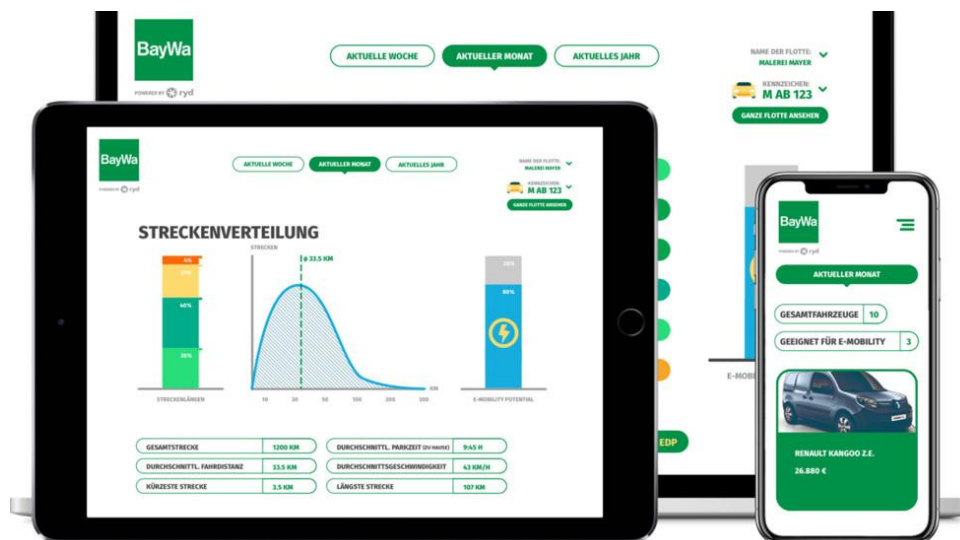 BayWa
POWERED BY ryd
AKTUELLE WOCHE
AKTUELLER MONAT
AKTUELLES JAHR
NAME DER FLOTTE:
MALEREI MAYER
KENNZEICHEN:
M AB 123
GANZE FLOTTE ANSEHEN
E-MOBI
EDP
BayWa
POWERED BY ryd
AKTUELLE WOCHE
AKTUELLER MONAT
AKTUELLES JAHR
NAME DER FLOTTE:
MALEREI MAYER
KENNZEICHEN:
M AB 123
GANZE FLOTTE ANSEHEN
STRECKENVERTEILUNG
STRECKEN
ø 33.5 KM
4%
40%
80%
KM
STRECKENLÄNGEN
10
50
100
E-MOBILITY POTENTIAL
GESAMTSTRECKE 1200 KM
DURCHSCHNITTL. PARKZEIT (ZU HAUSE) 9:45 H
DURCHSCHNITTL. FAHRDISTANZ 33.5 KM
DURCHSCHNITTSGESCHWINDIGKEIT 43 KM/H
KÜRZESTE STRECKE 3.5 KM
LÄNGSTE STRECKE 107 KM
BayWa
POWERED BY ryd
AKTUELLER MONAT
GESAMTFAHRZEUGE 10
GEEIGNET FÜR E-MOBILITY 3
RENAULT KANGOO Z.E.
26.880 €